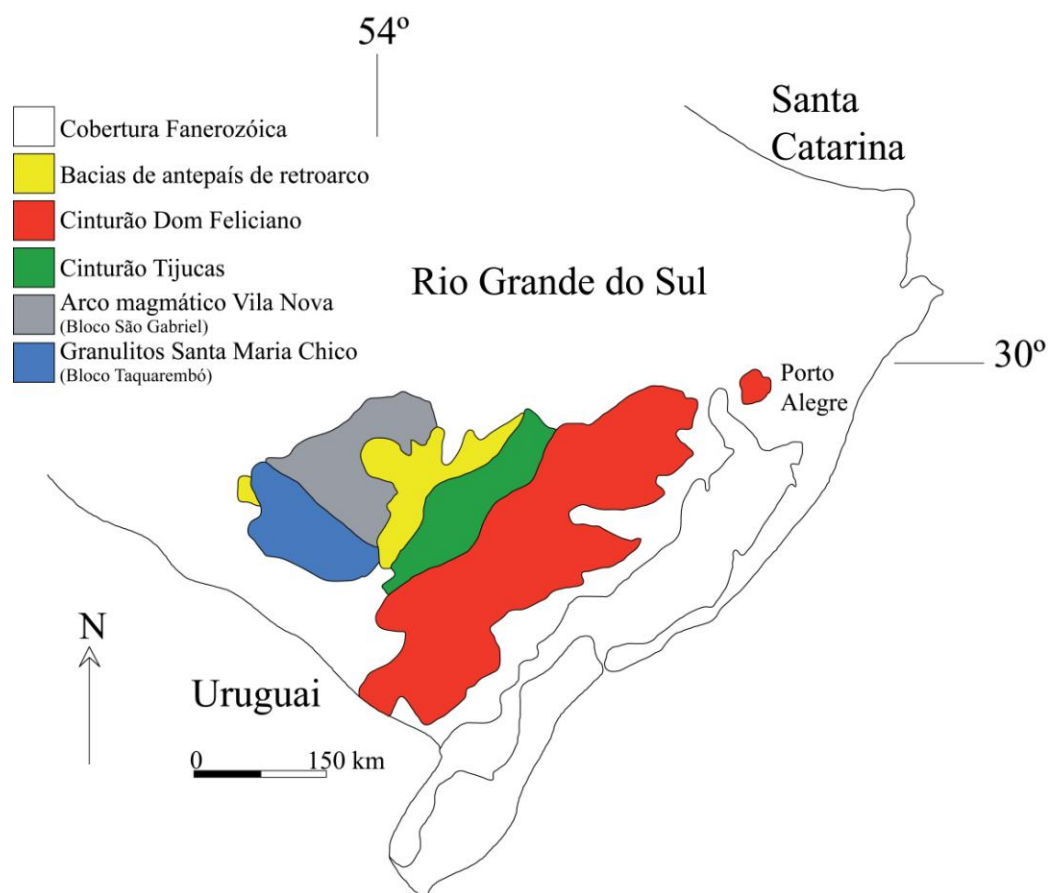 54º
Santa
Catarina
Cobertura Fanerozóica
Bacias de antepaís de retroarco
Cinturão Dom Feliciano
Cinturão Tijucas
Arco magmático Vila Nova
(Bloco São Gabriel)
Granulitos Santa Maria Chico
(Bloco Taquarembó)
Rio Grande do Sul
30º
Porto
Alegre
N
Uruguai
0 150 km